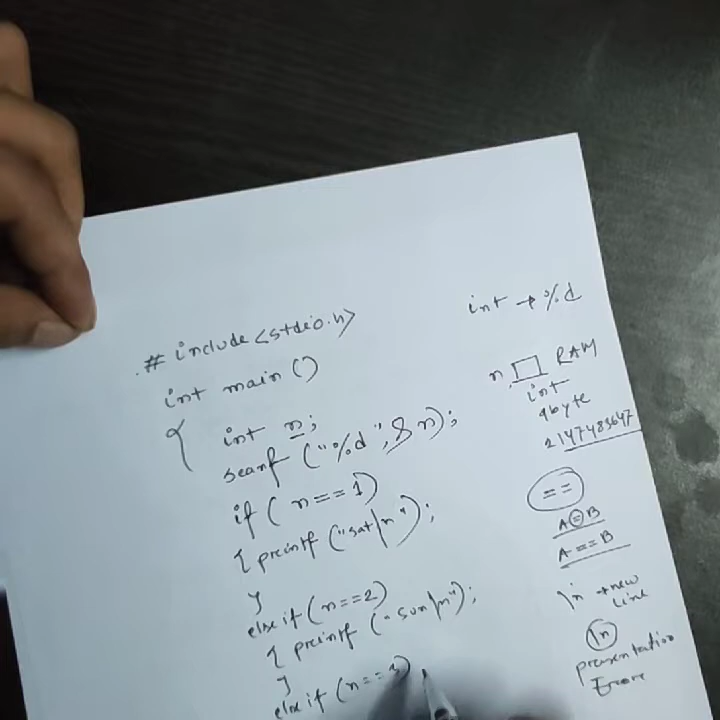 #include<stdio.h>
int main()
{ int n;
scanf("%d",&n);
if(n==1)
{ printf("sat\n");
}
else if(n==2)
{ printf("sun\n");
}
else if(n==3)
int → %d
n RAM
int
4byte
2147483647
==
A=B
A==B
\n → new
line
\n
presentation
Error